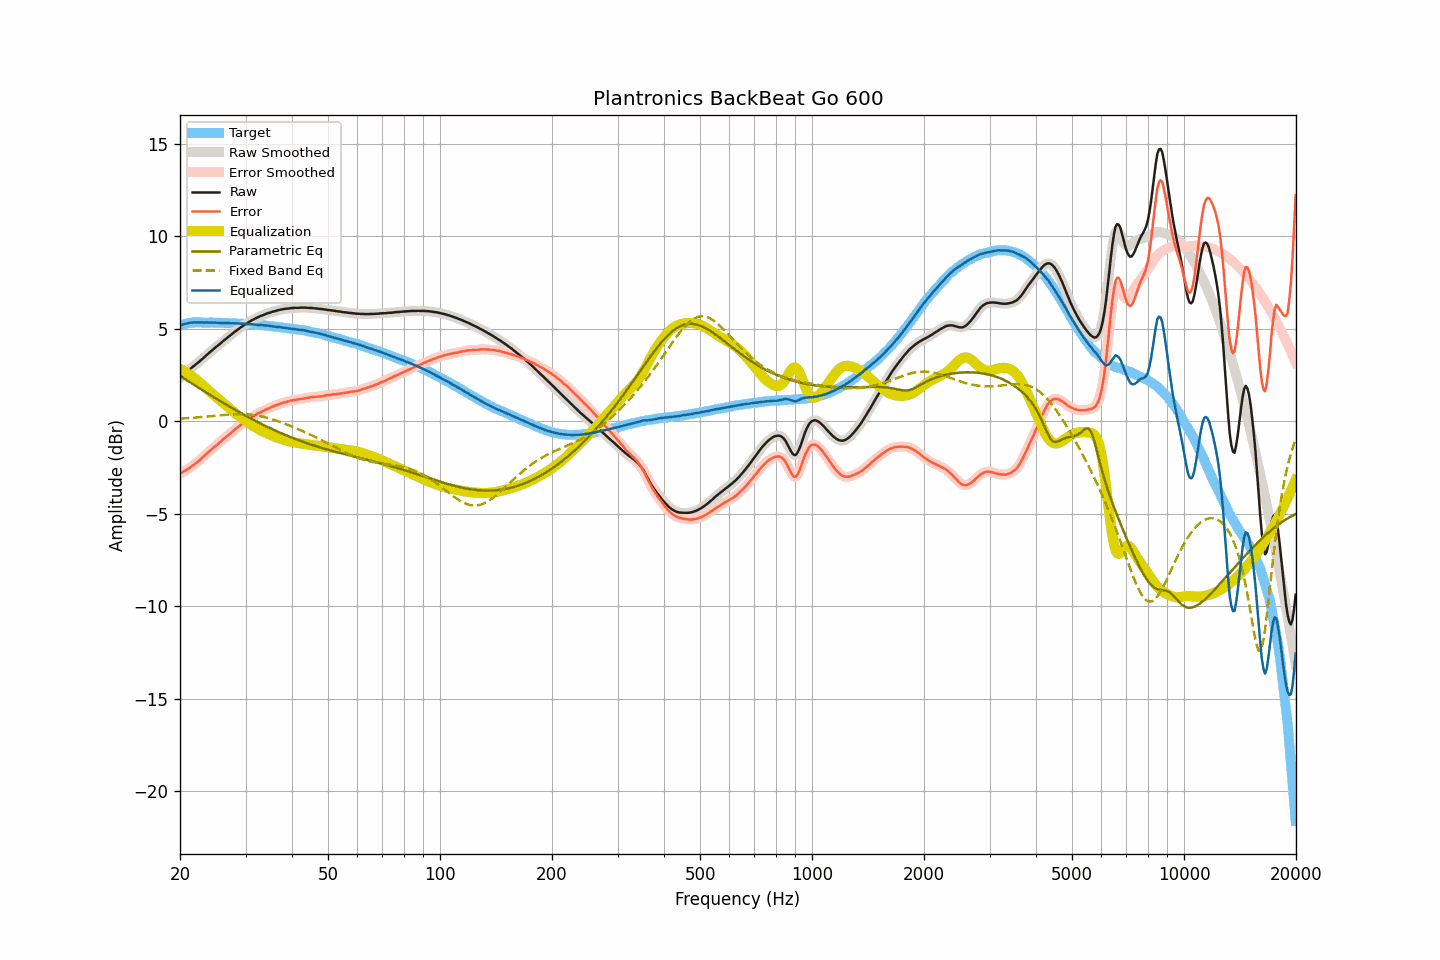 Plantronics BackBeat Go 600
Target
Raw Smoothed
Error Smoothed
Raw
Error
Equalization
Parametric Eq
Fixed Band Eq
Equalized
15
10
5
0
−5
−10
−15
−20
Amplitude (dBr)
20 50 100 200 500 1000 2000 5000 10000 20000
Frequency (Hz)